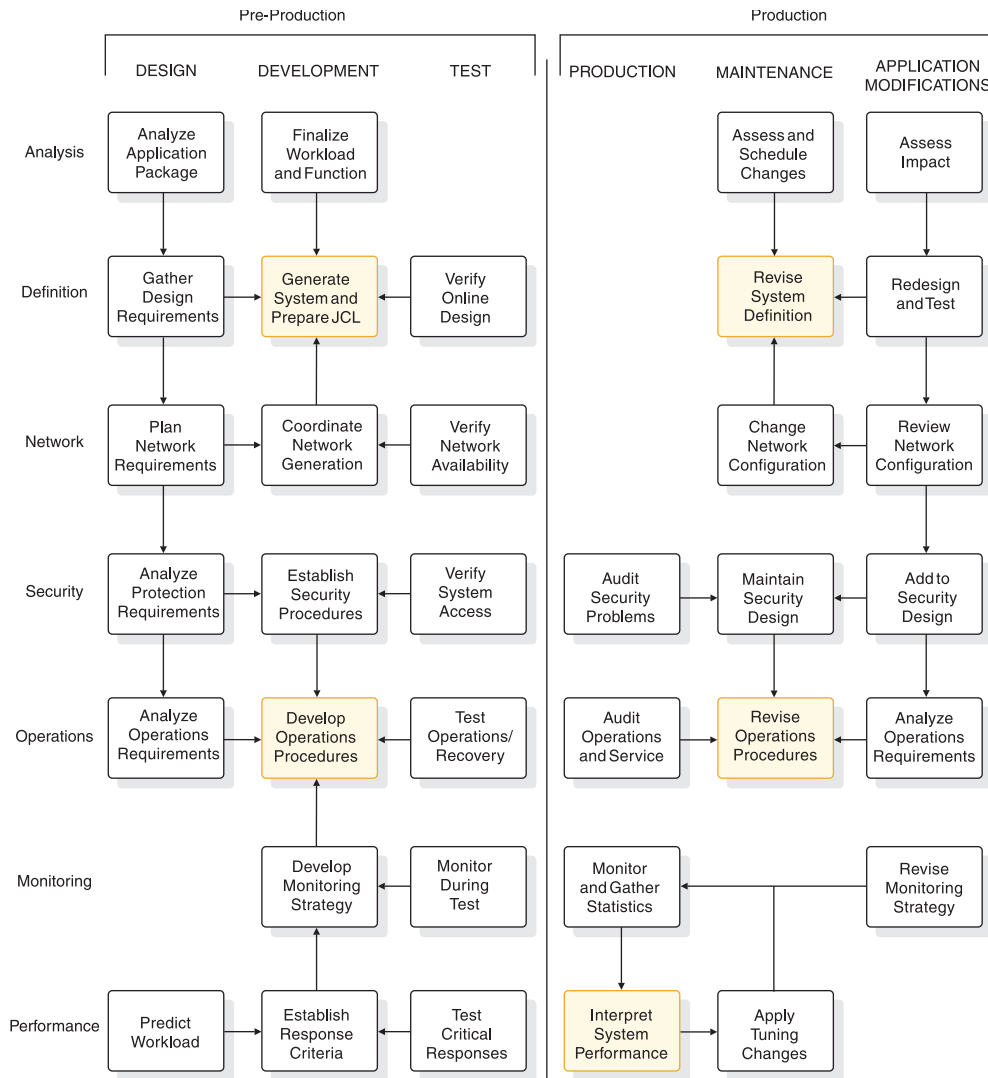 Pre-Production
Production
DESIGN
DEVELOPMENT
TEST
PRODUCTION
MAINTENANCE
APPLICATION
MODIFICATIONS
Analysis
Analyze
Application
Package
Finalize
Workload
and Function
Assess and
Schedule
Changes
Assess
Impact
Definition
Gather
Design
Requirements
Generate
System and
Prepare JCL
Verify
Online
Design
Revise
System
Definition
Redesign
and Test
Network
Plan
Network
Requirements
Coordinate
Network
Generation
Verify
Network
Availability
Change
Network
Configuration
Review
Network
Configuration
Security
Analyze
Protection
Requirements
Establish
Security
Procedures
Verify
System
Access
Audit
Security
Problems
Maintain
Security
Design
Add to
Security
Design
Operations
Analyze
Operations
Requirements
Develop
Operations
Procedures
Test
Operations/
Recovery
Audit
Operations
and Service
Revise
Operations
Procedures
Analyze
Operations
Requirements
Monitoring
Develop
Monitoring
Strategy
Monitor
During
Test
Monitor
and Gather
Statistics
Revise
Monitoring
Strategy
Performance
Predict
Workload
Establish
Response
Criteria
Test
Critical
Responses
Interpret
System
Performance
Apply
Tuning
Changes